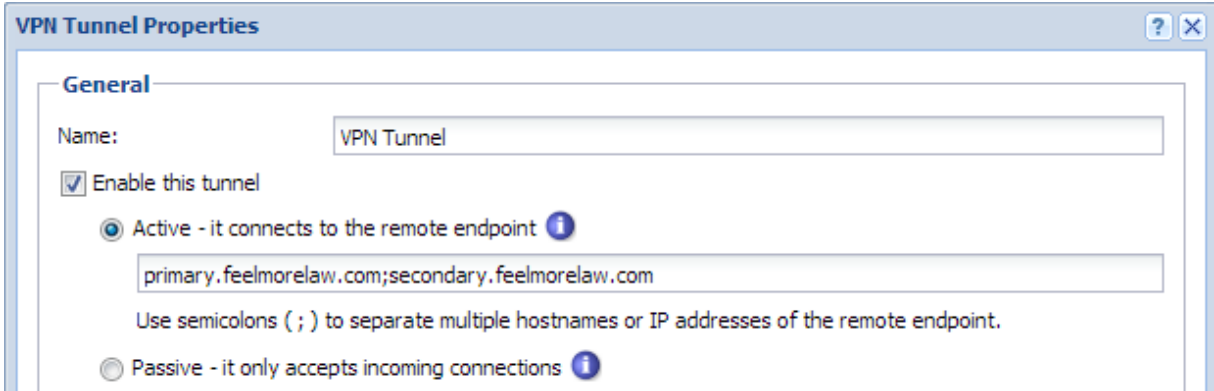 VPN Tunnel Properties
General
Name: VPN Tunnel
Enable this tunnel
Active - it connects to the remote endpoint
primary.feelmorelaw.com;secondary.feelmorelaw.com
Use semicolons ( ; ) to separate multiple hostnames or IP addresses of the remote endpoint.
Passive - it only accepts incoming connections